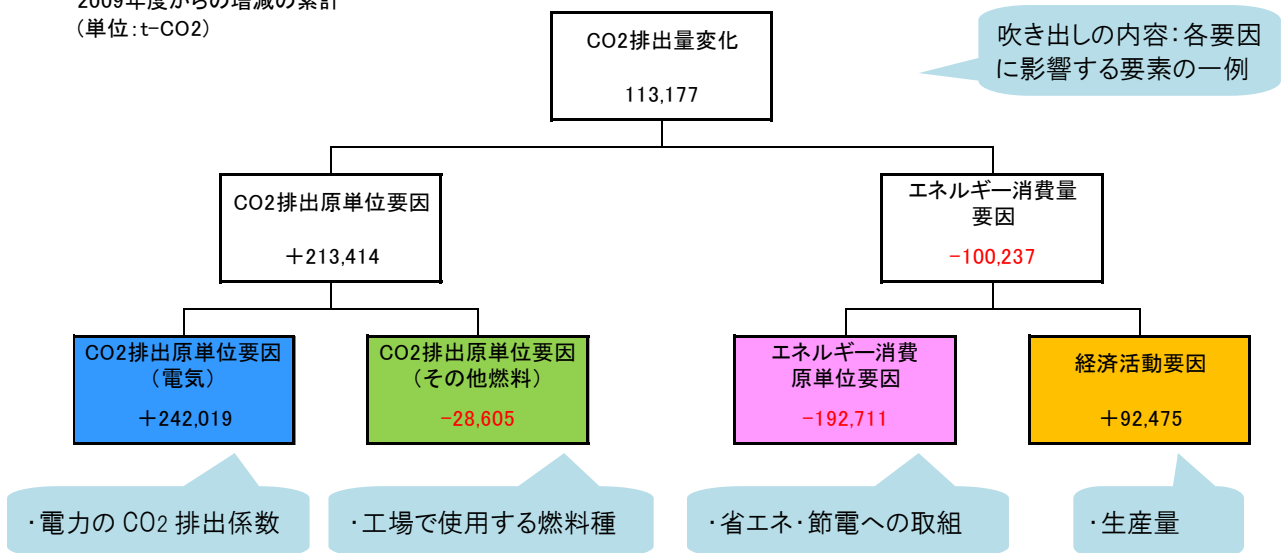 2009年度からの増減の累計
(単位:t-CO2)
CO2排出量変化
113,177
吹き出しの内容:各要因
に影響する要素の一例
CO2排出原単位要因
+213,414
エネルギー消費量
要因
-100,237
CO2排出原単位要因
(電気)
+242,019
CO2排出原単位要因
(その他燃料)
-28,605
エネルギー消費
原単位要因
-192,711
経済活動要因
+92,475
・電力の CO2 排出係数
・工場で使用する燃料種
・省エネ・節電への取組
・生産量